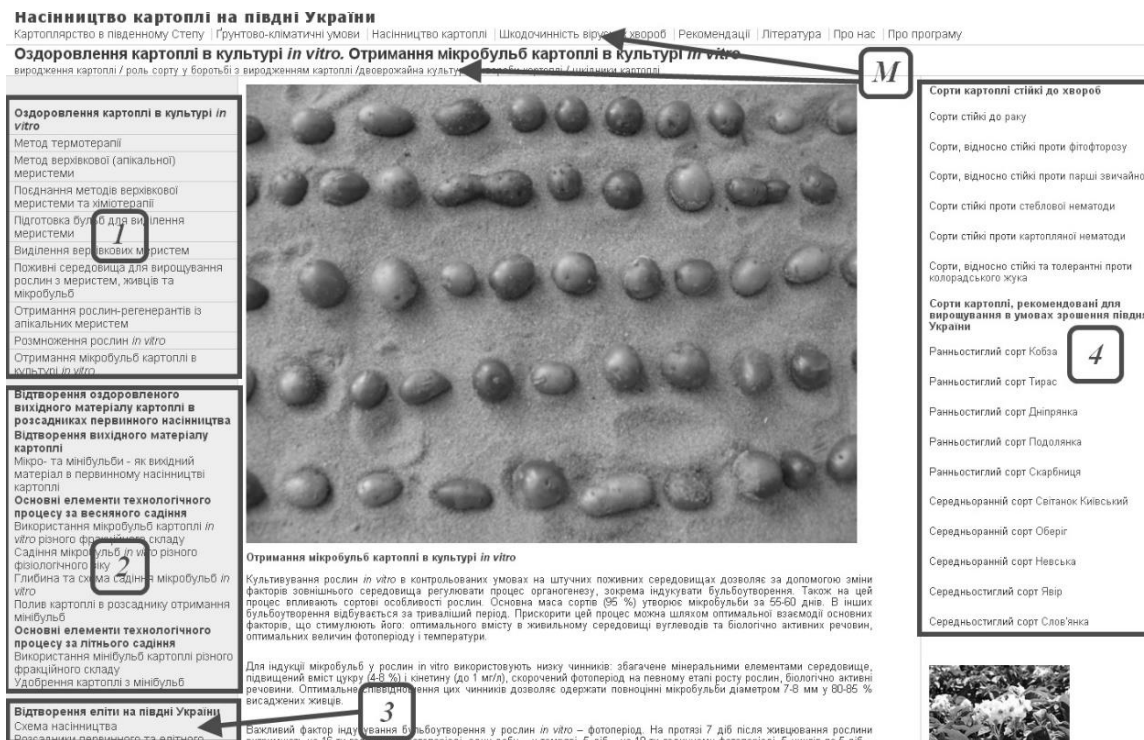 Насінництво картоплі на півдні України
Картоплярство в південному Степу | Ґрунтово-кліматичні умови | Насінництво картоплі | Шкодочинність вірусних хвороб | Рекомендації | Література | Про нас | Про програму
Оздоровлення картоплі в культурі in vitro. Отримання мікробульб картоплі в культурі in vitro
виродження картоплі / роль сорту у боротьбі з виродженням картоплі /двоврожайна культура картоплі / шкідники картоплі
М
Оздоровлення картоплі в культурі in
vitro
Метод термотерапії
Метод верхівкової (апікальної)
меристеми
Поєднання методів верхівкової
меристеми та хіміотерапії
Підготовка бульб для виділення
меристеми
1
Виділення верхівкових меристем
Поживні середовища для вирощування
рослин з меристем, живців та
мікробульб
Отримання рослин-регенерантів із
апікальних меристем
Розмноження рослин in vitro
Отримання мікробульб картоплі в
культурі in vitro
Відтворення оздоровленого
вихідного матеріалу картоплі в
розсадниках первинного насінництва
Відтворення вихідного матеріалу
картоплі
Мікро- та мінібульби - як вихідний
матеріал в первинному насінництві
картоплі
Основні елементи технологічного
процесу за весняного садіння
Використання мікробульб картоплі in
vitro різного фракційного складу
Садіння мікробульб in vitro різного
фізіологічного віку
2
Глибина та схема садіння мікробульб in
vitro
Полив картоплі в розсаднику отримання
мінібульб
Основні елементи технологічного
процесу за літнього садіння
Використання мінібульб картоплі різного
фракційного складу
Удобрення картоплі з мінібульб
Відтворення еліти на півдні України
Схема насінництва
Розсадники первинного та елітного
3
Отримання мікробульб картоплі в культурі in vitro
Культивування рослин in vitro в контрольованих умовах на штучних поживних середовищах дозволяє за допомогою зміни
факторів зовнішнього середовища регулювати процес органогенезу, зокрема індукувати бульбоутворення. Також на цей
процес впливають сортові особливості рослин. Основна маса сортів (95 %) утворює мікробульби за 55-60 днів. В інших
бульбоутворення відбувається за триваліший період. Прискорити цей процес можна шляхом оптимальної взаємодії основних
факторів, що стимулюють його: оптимального вмісту в живильному середовищі вуглеводів та біологічно активних речовин,
оптимальних величин фотоперіоду і температури.
Для індукції мікробульб у рослин in vitro використовують низку чинників: збагачене мінеральними елементами середовище,
підвищений вміст цукру (4-8 %) і кінетину (до 1 мг/л), скорочений фотоперіод на певному етапі росту рослин, біологічно активні
речовини. Оптимальне співвідношення цих чинників дозволяє одержати повноцінні мікробульби діаметром 7-8 мм у 80-85 %
висаджених живців.
Важливий фактор індукування бульбоутворення у рослин in vitro – фотоперіод. На протязі 7 діб після живцювання рослини
Сорти картоплі стійкі до хвороб
Сорти стійкі до раку
Сорти, відносно стійкі проти фітофторозу
Сорти, відносно стійкі проти парші звичайно
Сорти стійкі проти стеблової нематоди
Сорти стійкі проти картопляної нематоди
Сорти, відносно стійкі та толерантні проти
колорадського жука
Сорти картоплі, рекомендовані для
вирощування в умовах зрошення півдня
України
4
Ранньостиглий сорт Кобза
Ранньостиглий сорт Тирас
Ранньостиглий сорт Дніпрянка
Ранньостиглий сорт Подолянка
Ранньостиглий сорт Скарбниця
Середньоранній сорт Світанок Київський
Середньоранній сорт Оберіг
Середньоранній сорт Невська
Середньостиглий сорт Явір
Середньостиглий сорт Слов'янка